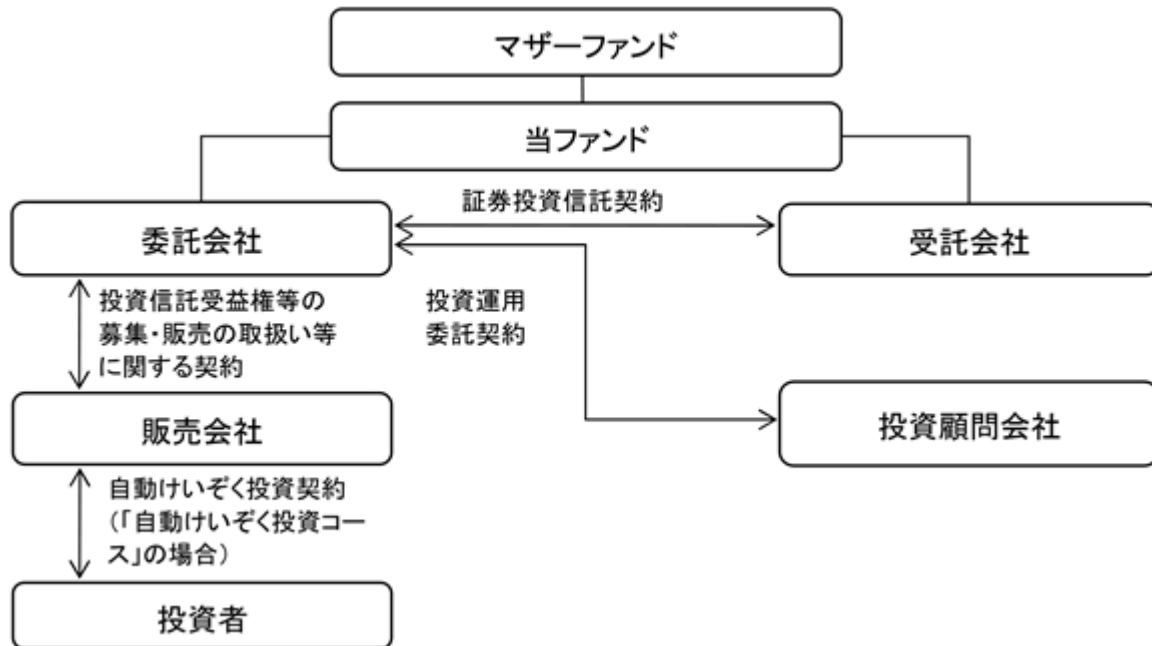 マザーファンド
当ファンド
証券投資信託契約
委託会社
受託会社
投資信託受益権等の
募集・販売の取扱い等
に関する契約
投資運用
委託契約
販売会社
投資顧問会社
自動けいぞく投資契約
(「自動けいぞく投資コー
ス」の場合)
投資者